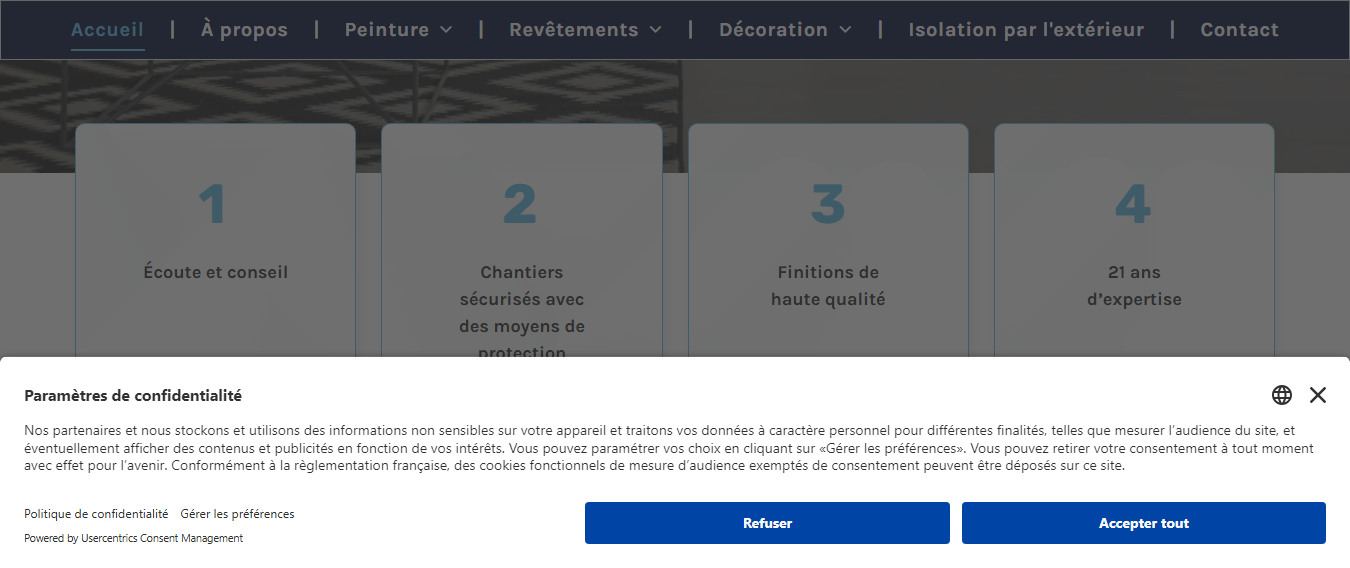 Accueil | À propos | Peinture | Revêtements | Décoration | Isolation par l'extérieur | Contact
1 2 3 4
Écoute et conseil Chantiers Finitions de 21 ans
sécurisés avec haute qualité d’expertise
des moyens de
protection
Paramètres de confidentialité
Nos partenaires et nous stockons et utilisons des informations non sensibles sur votre appareil et traitons vos données à caractère personnel pour différentes finalités, telles que mesurer l’audience du site, et
éventuellement afficher des contenus et publicités en fonction de vos intérêts. Vous pouvez paramétrer vos choix en cliquant sur «Gérer les préférences». Vous pouvez retirer votre consentement à tout moment
avec effet pour l’avenir. Conformément à la règlementation française, des cookies fonctionnels de mesure d’audience exemptés de consentement peuvent être déposés sur ce site.
Politique de confidentialité Gérer les préférences
Powered by Usercentrics Consent Management
Refuser Accepter tout